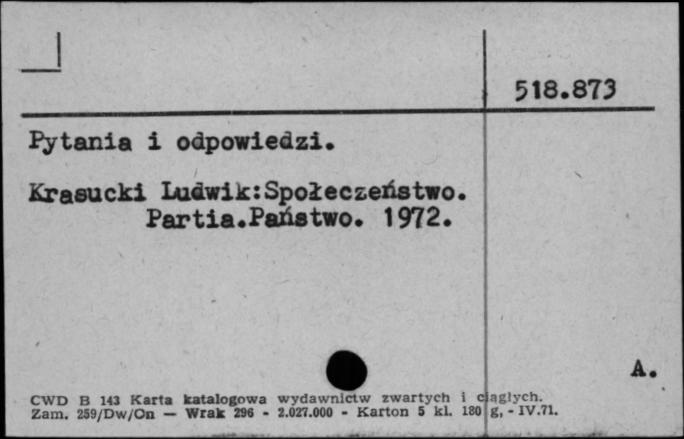 518.873
Pytania i odpowiedzi.
Krasucki Ludwik:Społeczeństwo.
Partia.Państwo. 1972.
A.
CWD B 143 Karta katalogowa wydawnictw zwartych i ciągłych.
Zam. 259/Dw/On — Wrak 296 - 2.027.000 - Karton 5 kl. 180 g, - IV.71.